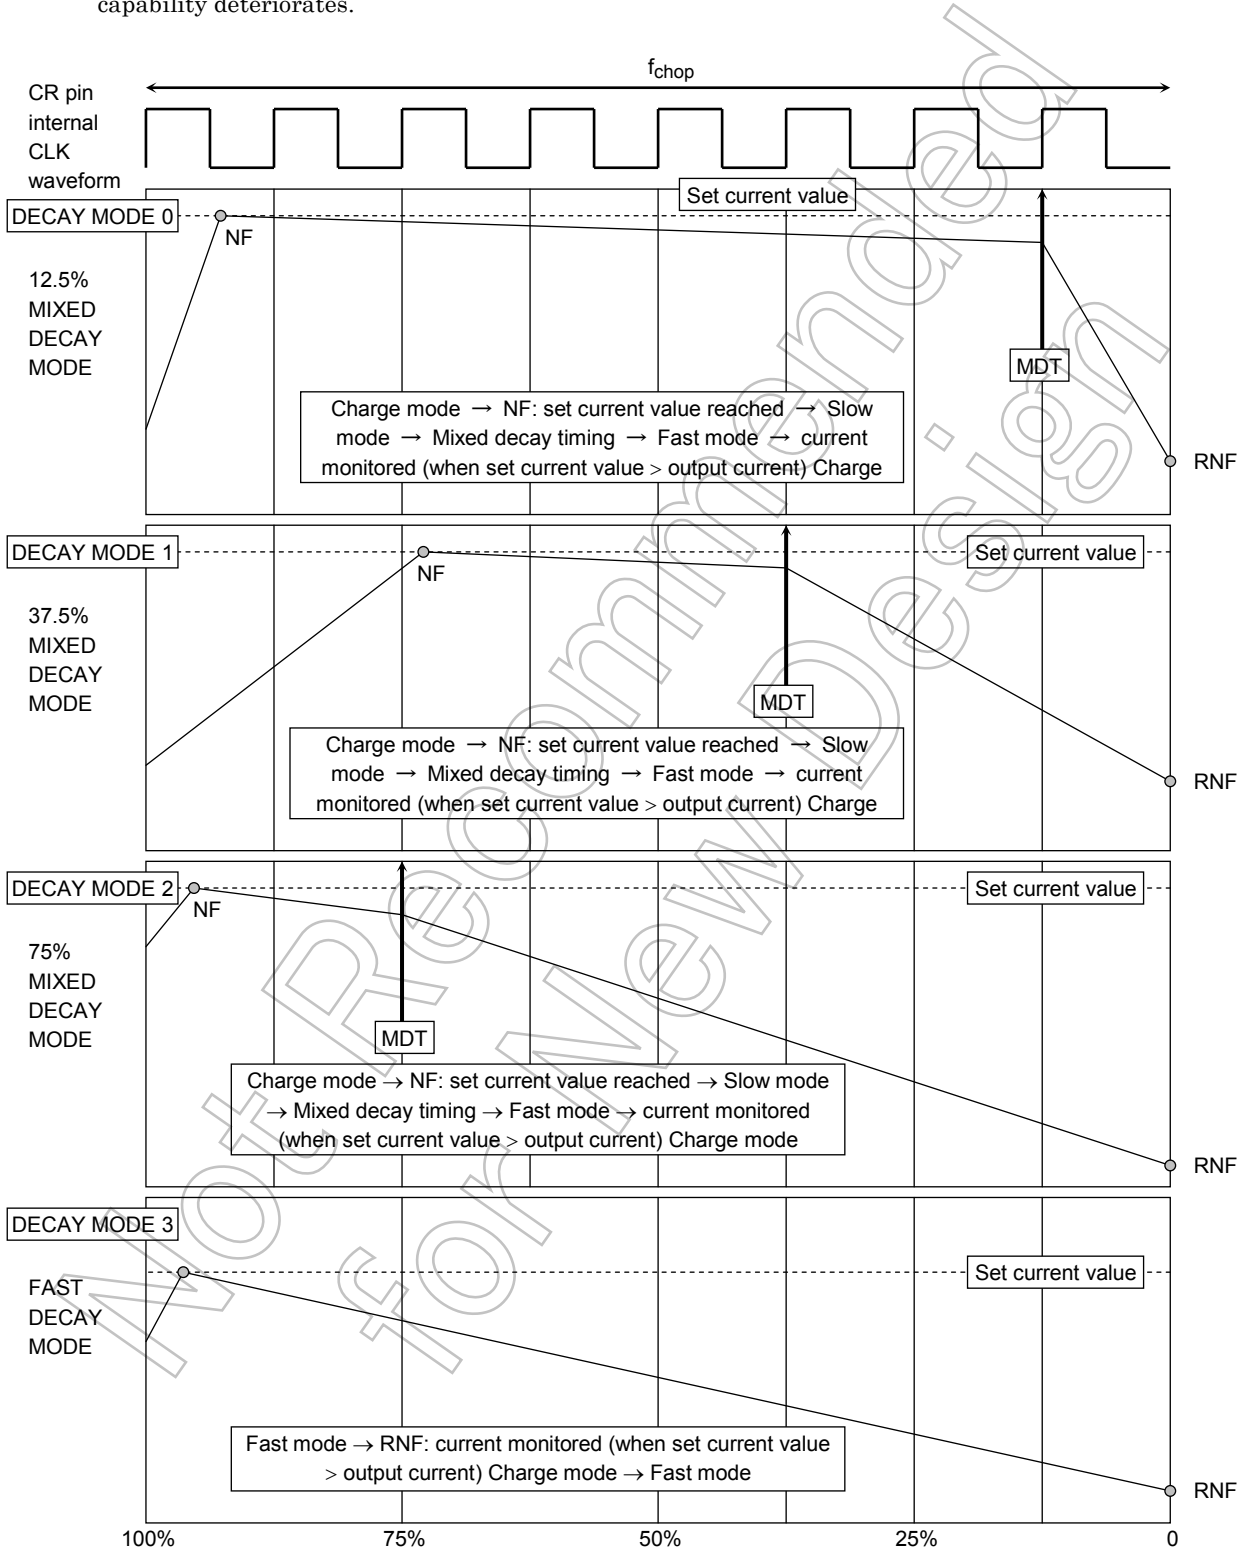 capability deteriorates.
fchop
CR pin
internal
CLK
waveform
Set current value
DECAY MODE 0
NF
12.5%
MIXED
DECAY
MODE
MDT
Charge mode → NF: set current value reached → Slow
mode → Mixed decay timing → Fast mode → current
monitored (when set current value > output current) Charge
RNF
DECAY MODE 1
Set current value
NF
37.5%
MIXED
DECAY
MODE
MDT
Charge mode → NF: set current value reached → Slow
mode → Mixed decay timing → Fast mode → current
monitored (when set current value > output current) Charge
RNF
DECAY MODE 2
Set current value
NF
75%
MIXED
DECAY
MODE
MDT
Charge mode → NF: set current value reached → Slow mode
→ Mixed decay timing → Fast mode → current monitored
(when set current value > output current) Charge mode
RNF
DECAY MODE 3
Set current value
FAST
DECAY
MODE
Fast mode → RNF: current monitored (when set current value
> output current) Charge mode → Fast mode
RNF
100% 75% 50% 25% 0
Not Recommended
for New Design